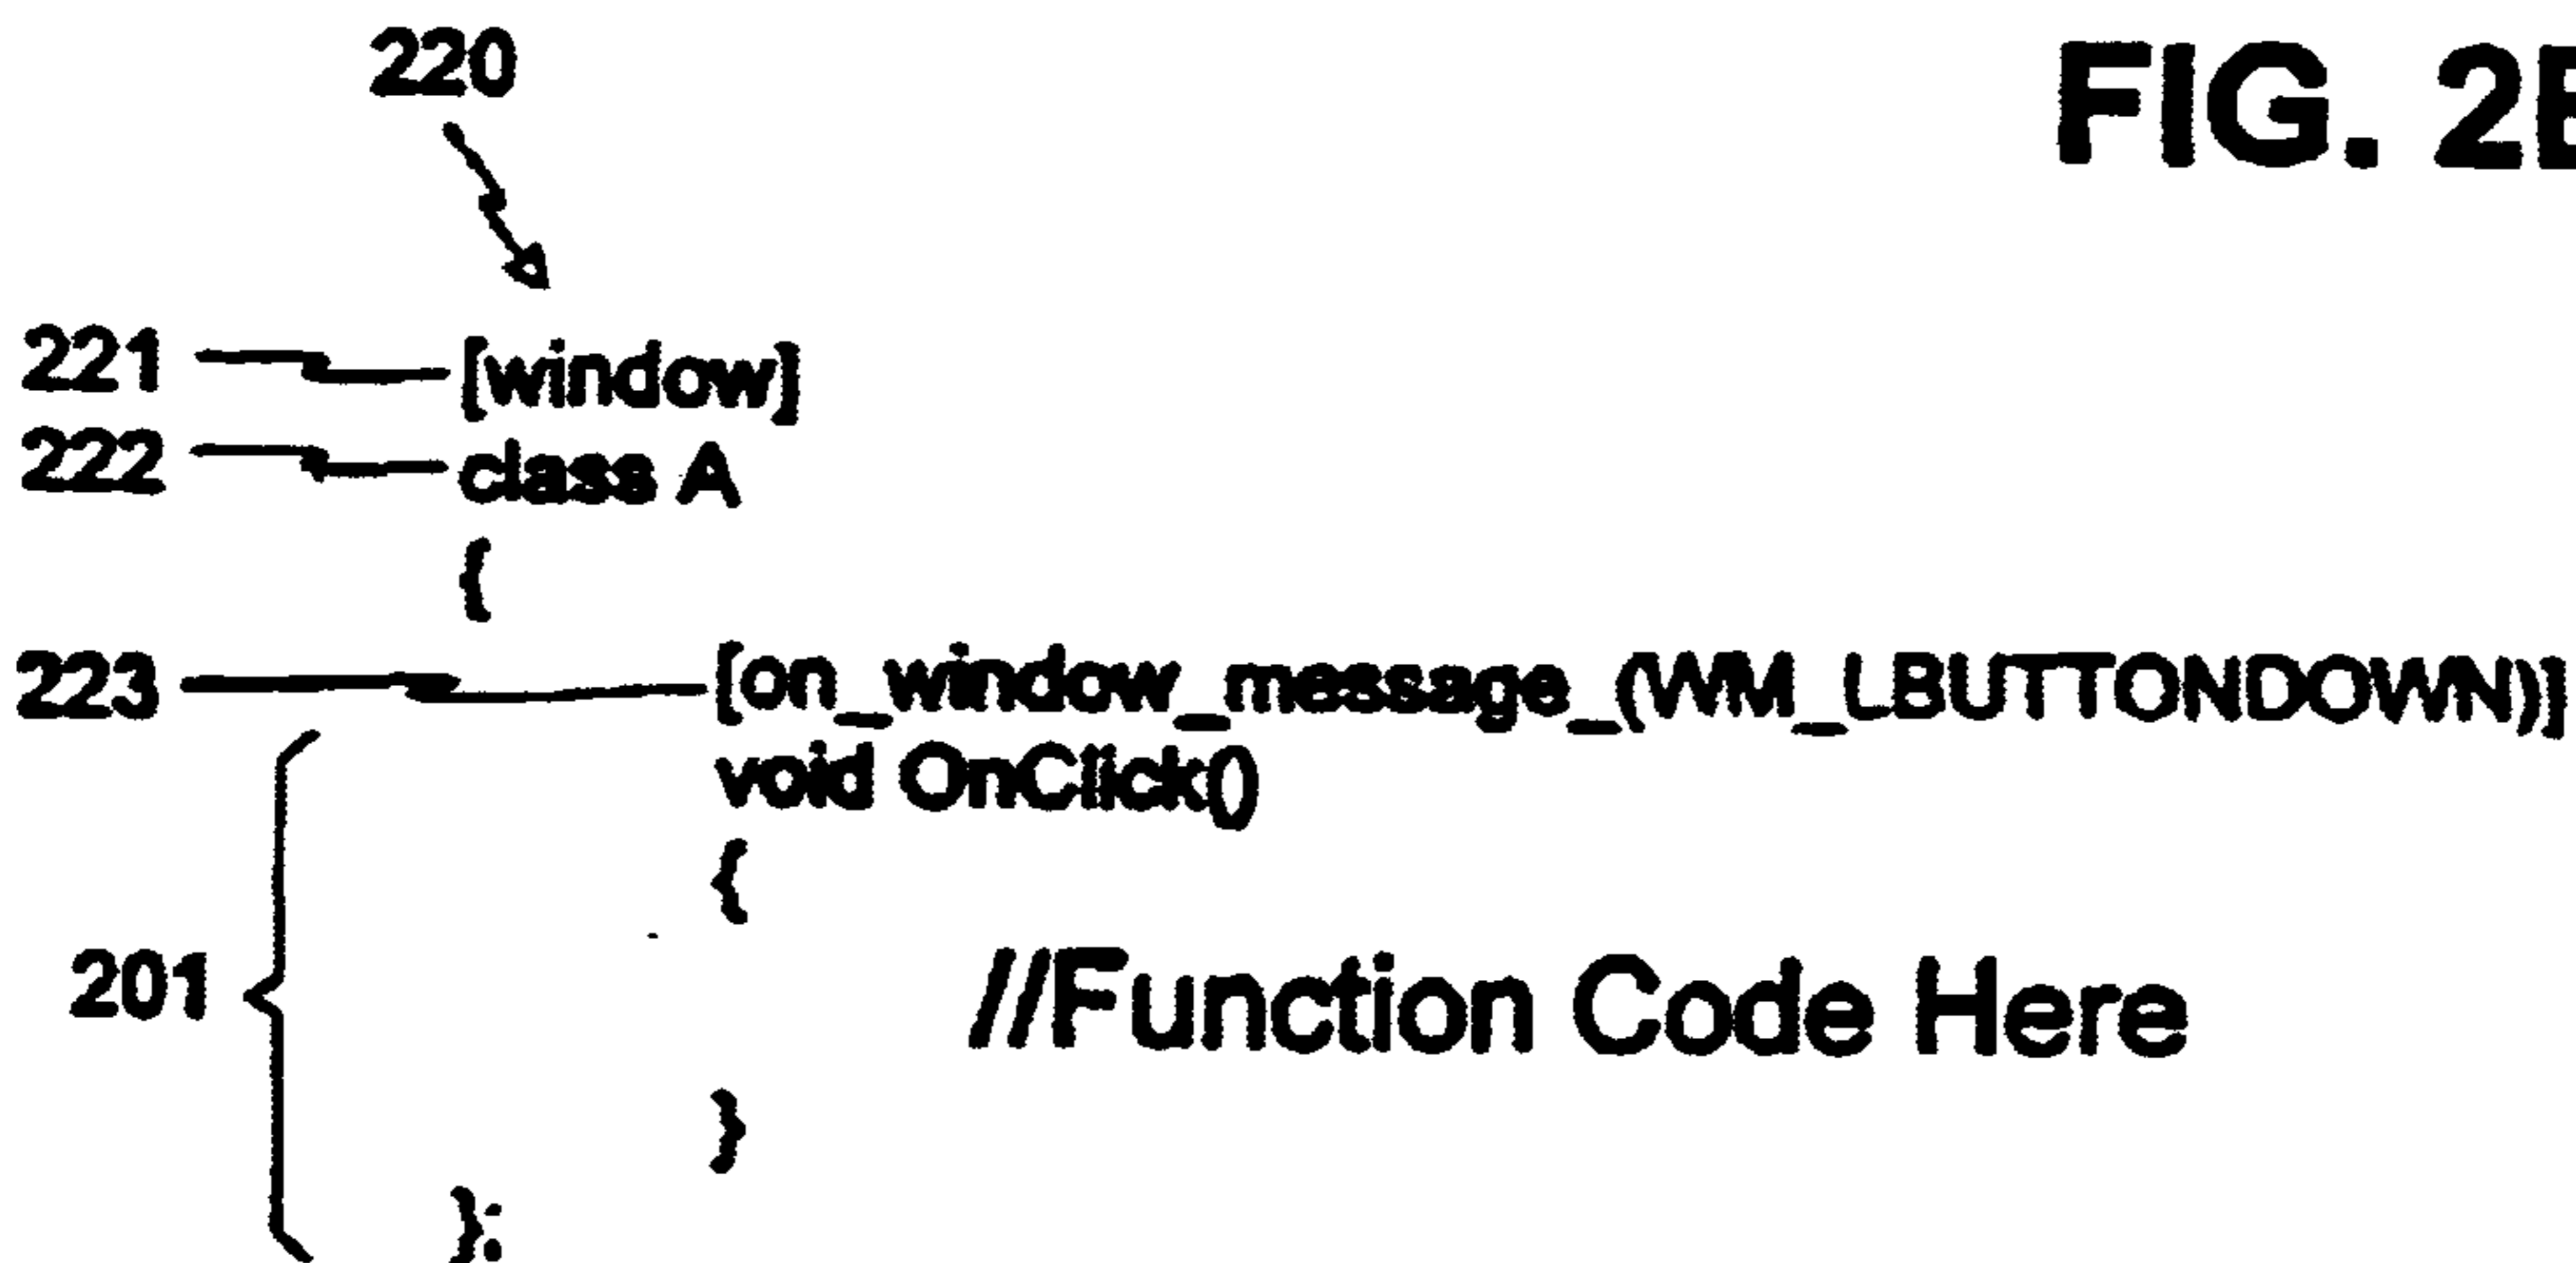 220
FIG. 2B
221 [window]
222 class A
{
223 [on_window_message_(WM_LBUTTONDOWN)]
void OnClick()
{
201
//Function Code Here
}
};